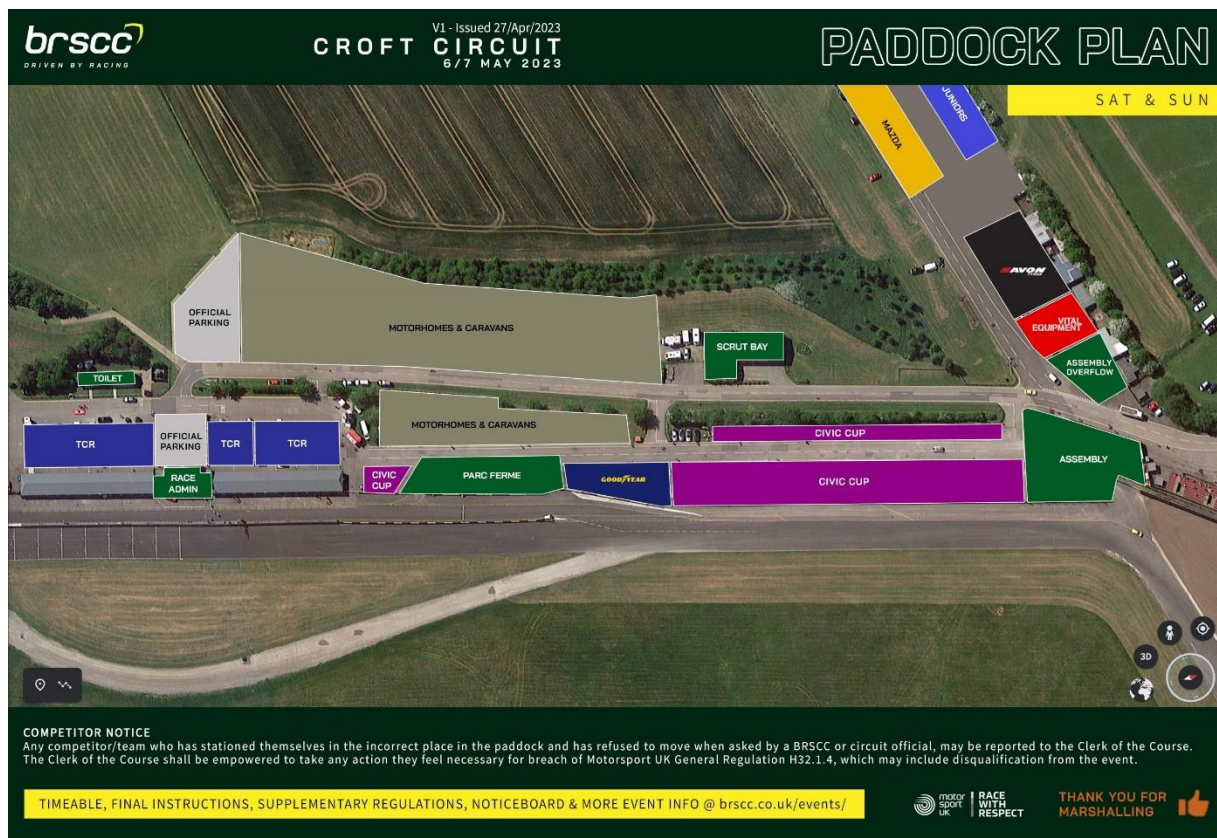 brscc
DRIVEN BY RACING
V1 - Issued 27/Apr/2023
CROFT CIRCUIT
6/7 MAY 2023
PADDOCK PLAN
SAT & SUN
JUNIORS
MAZDA
AVON
TYRES
VITAL
EQUIPMENT
ASSEMBLY
OVERFLOW
OFFICIAL
PARKING
MOTORHOMES & CARAVANS
SCRUT BAY
TOILET
TCR
OFFICIAL
PARKING
TCR
TCR
MOTORHOMES & CARAVANS
CIVIC CUP
ASSEMBLY
RACE
ADMIN
CIVIC
CUP
PARC FERME
GOODYEAR
CIVIC CUP
3D
COMPETITOR NOTICE
Any competitor/team who has stationed themselves in the incorrect place in the paddock and has refused to move when asked by a BRSCC or circuit official, may be reported to the Clerk of the Course.
The Clerk of the Course shall be empowered to take any action they feel necessary for breach of Motorsport UK General Regulation H32.1.4, which may include disqualification from the event.
TIMEABLE, FINAL INSTRUCTIONS, SUPPLEMENTARY REGULATIONS, NOTICEBOARD & MORE EVENT INFO @ brscc.co.uk/events/
motor
sport
uk
RACE
WITH
RESPECT
THANK YOU FOR
MARSHALLING